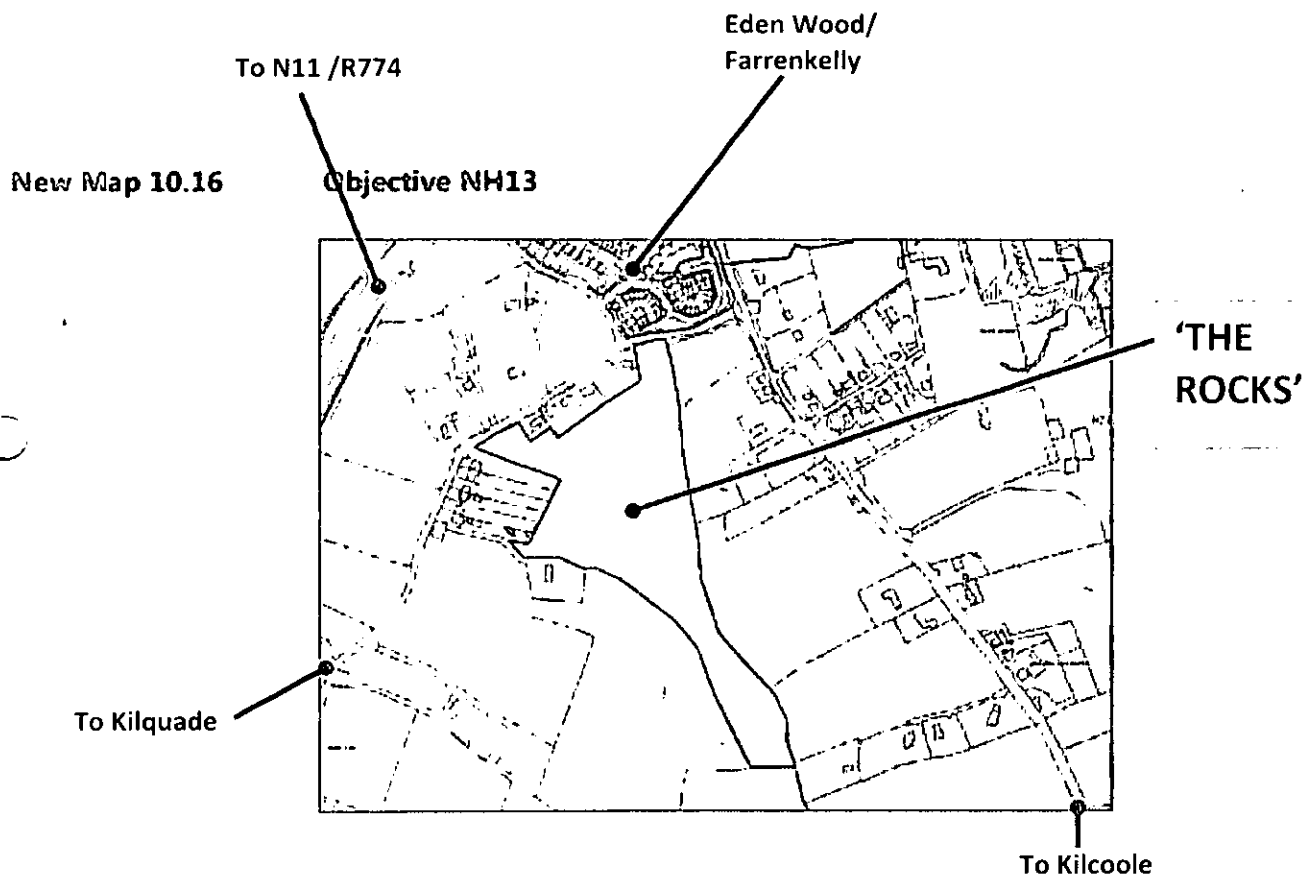 Eden Wood/
Farrenkelly
To N11 /R774
New Map 10.16 Objective NH13
'THE
ROCKS'
To Kilquade
To Kilcoole